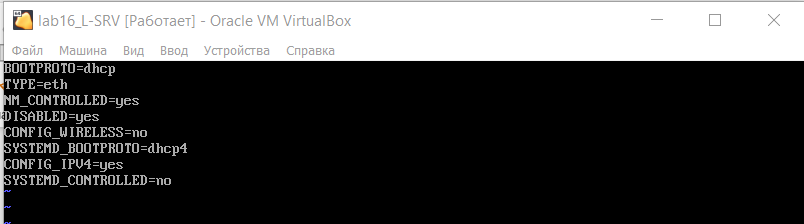 lab16_L-SRV [Работает] - Oracle VM VirtualBox
Файл Машина Вид Ввод Устройства Справка
BOOTPROTO=dhcp
TYPE=eth
NM_CONTROLLED=yes
DISABLED=yes
CONFIG_WIRELESS=no
SYSTEMD_BOOTPROTO=dhcp4
CONFIG_IPV4=yes
SYSTEMD_CONTROLLED=no
~
~
~